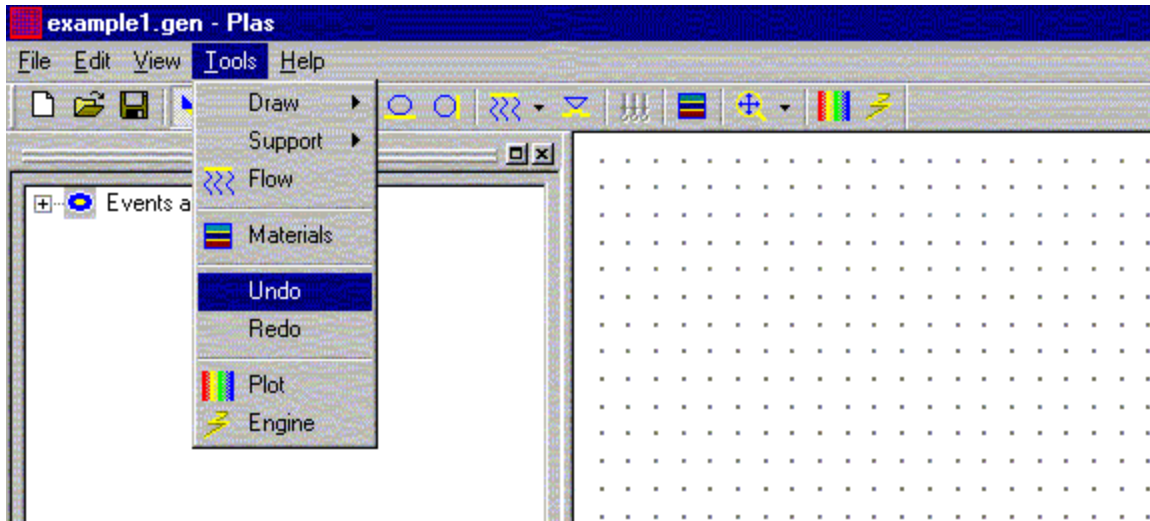 example1.gen - Plas
File Edit View Tools Help
Draw
Support
Flow
Events a
Materials
Undo
Redo
Plot
Engine